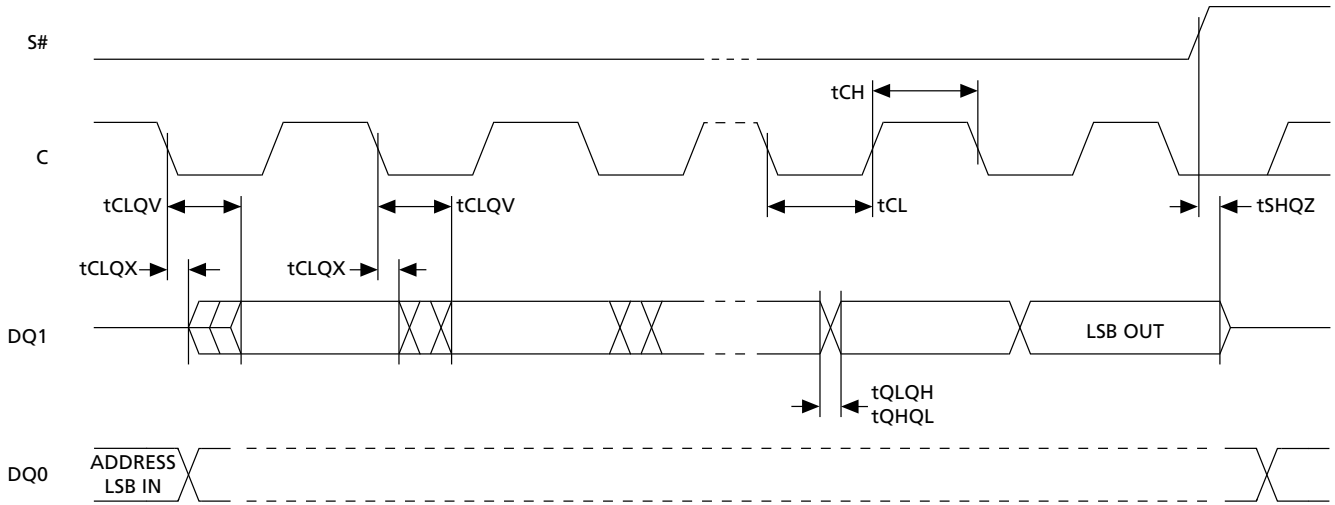 S#
tCH
C
tCLQV
tCLQV
tCL
tSHQZ
tCLQX
tCLQX
DQ1
LSB OUT
tQLQH
tQHQL
DQ0
ADDRESS
LSB IN